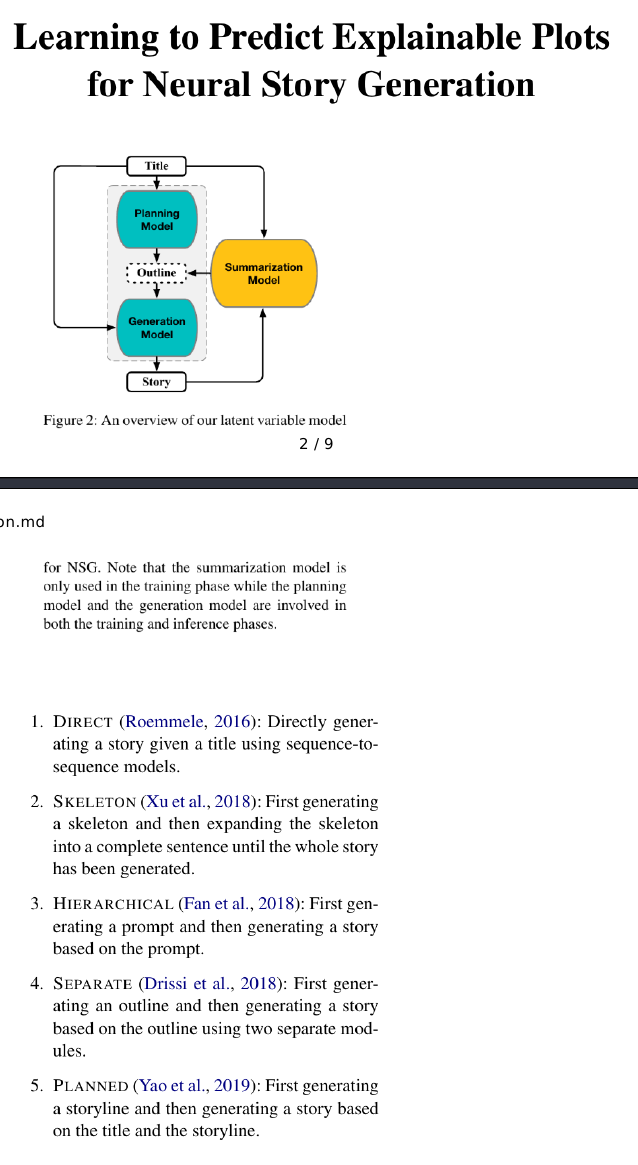 Learning to Predict Explainable Plots
for Neural Story Generation
Title
Planning
Model
Outline
Summarization
Model
Generation
Model
Story
Figure 2: An overview of our latent variable model
2 / 9
on.md
for NSG. Note that the summarization model is
only used in the training phase while the planning
model and the generation model are involved in
both the training and inference phases.
1. DIRECT (Roemmele, 2016): Directly gener-
ating a story given a title using sequence-to-
sequence models.
2. SKELETON (Xu et al., 2018): First generating
a skeleton and then expanding the skeleton
into a complete sentence until the whole story
has been generated.
3. HIERARCHICAL (Fan et al., 2018): First gen-
erating a prompt and then generating a story
based on the prompt.
4. SEPARATE (Drissi et al., 2018): First gener-
ating an outline and then generating a story
based on the outline using two separate mod-
ules.
5. PLANNED (Yao et al., 2019): First generating
a storyline and then generating a story based
on the title and the storyline.